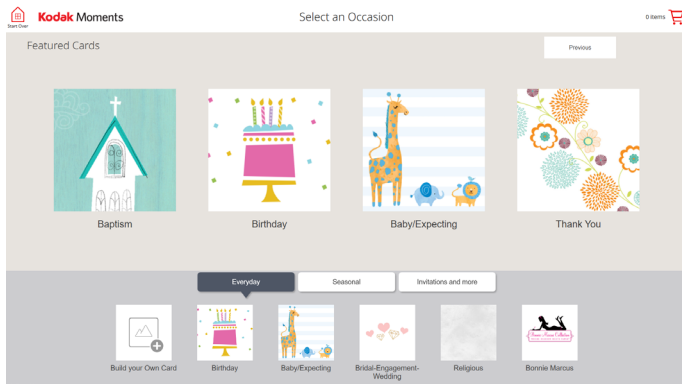 Start Over
Kodak Moments
Select an Occasion
0 items
Featured Cards
Previous
Baptism
Birthday
Baby/Expecting
Thank You
Everyday
Seasonal
Invitations and more
Build your Own Card
Birthday
Baby/Expecting
Bridal-Engagement-
Wedding
Religious
Bonnie Marcus